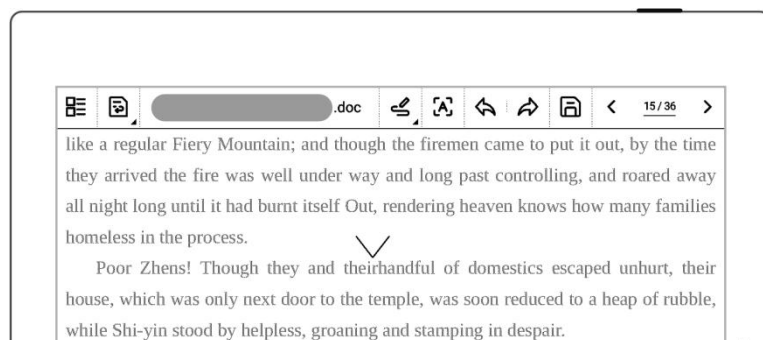 .doc
A
15 / 36
like a regular Fiery Mountain; and though the firemen came to put it out, by the time
they arrived the fire was well under way and long past controlling, and roared away
all night long until it had burnt itself Out, rendering heaven knows how many families
homeless in the process.
Poor Zhens! Though they and theirhandful of domestics escaped unhurt, their
house, which was only next door to the temple, was soon reduced to a heap of rubble,
while Shi-yin stood by helpless, groaning and stamping in despair.